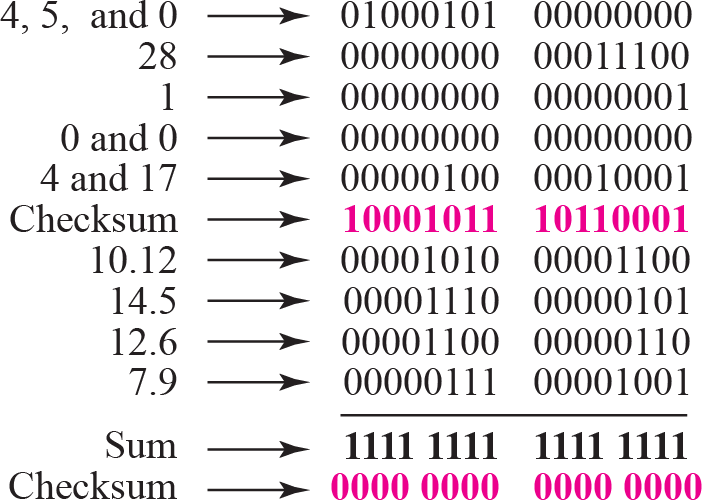 4, 5, and 0 01000101 00000000
28 00000000 00011100
1 00000000 00000001
0 and 0 00000000 00000000
4 and 17 00000100 00010001
Checksum 10001011 10110001
10.12 00001010 00001100
14.5 00001110 00000101
12.6 00001100 00000110
7.9 00000111 00001001
Sum 1111 1111 1111 1111
Checksum 0000 0000 0000 0000